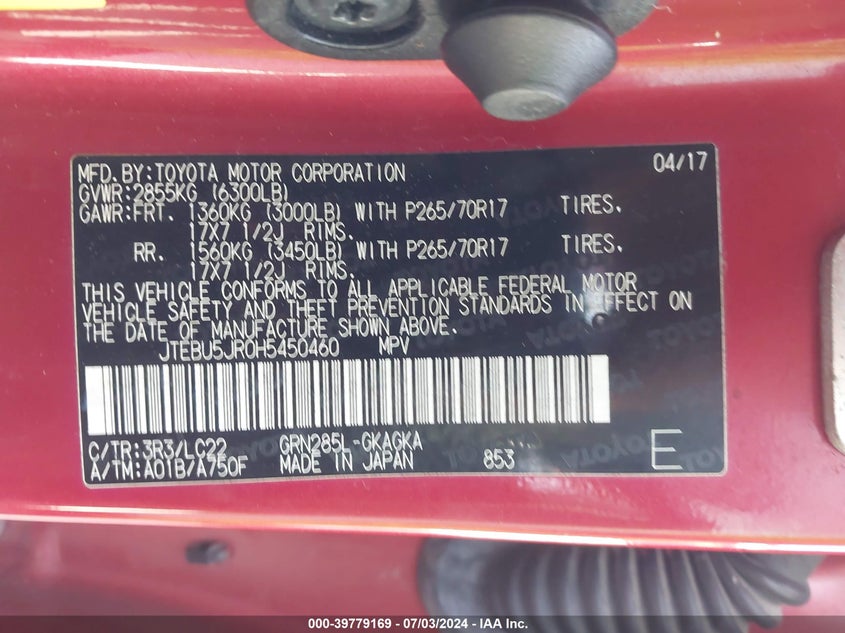 MFD.BY:TOYOTA MOTOR CORPORATION 04/17
GVWR:2855KG (6300LB)
GAWR:FRT. 1360KG (3000LB) WITH P265/70R17 TIRES.
17X7 1/2J RIMS.
RR. 1560KG (3450LB) WITH P265/70R17 TIRES.
17X7 1/2J RIMS.
THIS VEHICLE CONFORMS TO ALL APPLICABLE FEDERAL MOTOR
VEHICLE SAFETY AND THEFT PREVENTION STANDARDS IN EFFECT ON
THE DATE OF MANUFACTURE SHOWN ABOVE.
JTEBU5JR0H5450460 MPV
C/TR:3R3/LC22 GRN285L-GKAGKA
A/TM:A01B/A750F MADE IN JAPAN 853 E
000-39779169 - 07/03/2024 - IAA Inc.